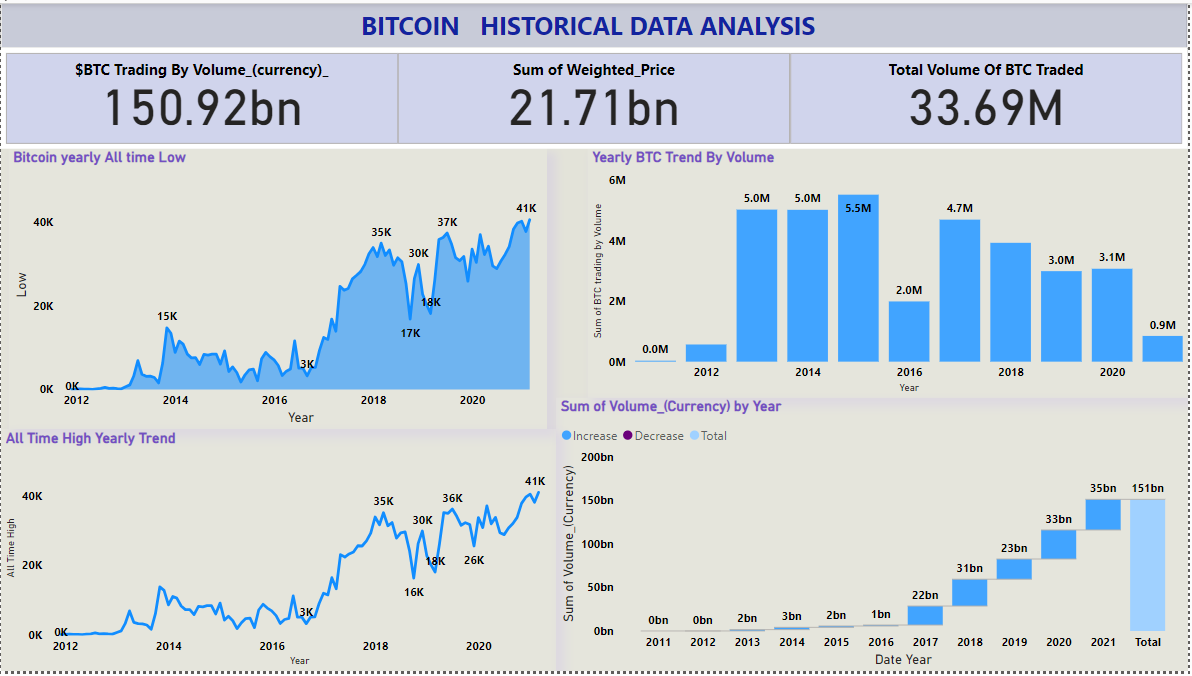 BITCOIN HISTORICAL DATA ANALYSIS
$BTC Trading By Volume_(currency)_
150.92bn
Sum of Weighted_Price
21.71bn
Total Volume Of BTC Traded
33.69M
Bitcoin yearly All time Low
Low
40K
20K
0K
0K
15K
3K
35K
17K
30K
18K
37K
41K
2012 2014 2016 2018 2020
Year
Yearly BTC Trend By Volume
Sum of BTC trading by Volume
6M
4M
2M
0M
0.0M
5.0M
5.0M
5.5M
2.0M
4.7M
3.0M
3.1M
0.9M
2012 2014 2016 2018 2020
Year
All Time High Yearly Trend
All Time High
40K
20K
0K
0K
3K
35K
16K
30K
18K
36K
26K
41K
2012 2014 2016 2018 2020
Year
Sum of Volume_(Currency) by Year
Increase Decrease Total
Sum of Volume_(Currency)
200bn
150bn
100bn
50bn
0bn
0bn
0bn
2bn
3bn
2bn
1bn
22bn
31bn
23bn
33bn
35bn
151bn
2011 2012 2013 2014 2015 2016 2017 2018 2019 2020 2021 Total
Date Year